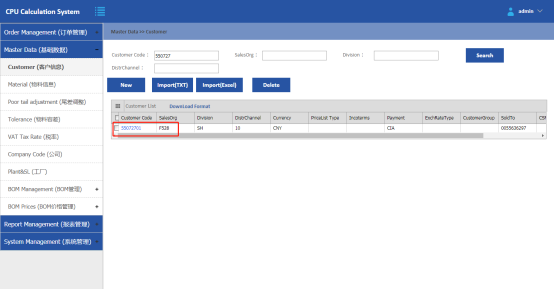 CPU Calculation System
admin
Order Management (订单管理)
Master Data (基础数据)
Customer (客户信息)
Material (物料信息)
Poor tail adjustment (尾差调整)
Tolerance (物料容差)
VAT Tax Rate (税率)
Company Code (公司)
Plant&SL (工厂)
BOM Management (BOM管理) +
BOM Prices (BOM价格管理) +
Report Management (报表管理)
System Management (系统管理)
Master Data >> Customer
Customer Code : 550727 SalesOrg : Division : Search
DistrChannel :
New Import(TXT) Import(Excel) Delete
Customer List Download Format
Customer Code SalesOrg Division DistrChannel Currency PriceList Type Incoterms Payment ExchRateType CustomerGroup SoldTo
55072701 F528 SH 10 CNY CIA 0055636297